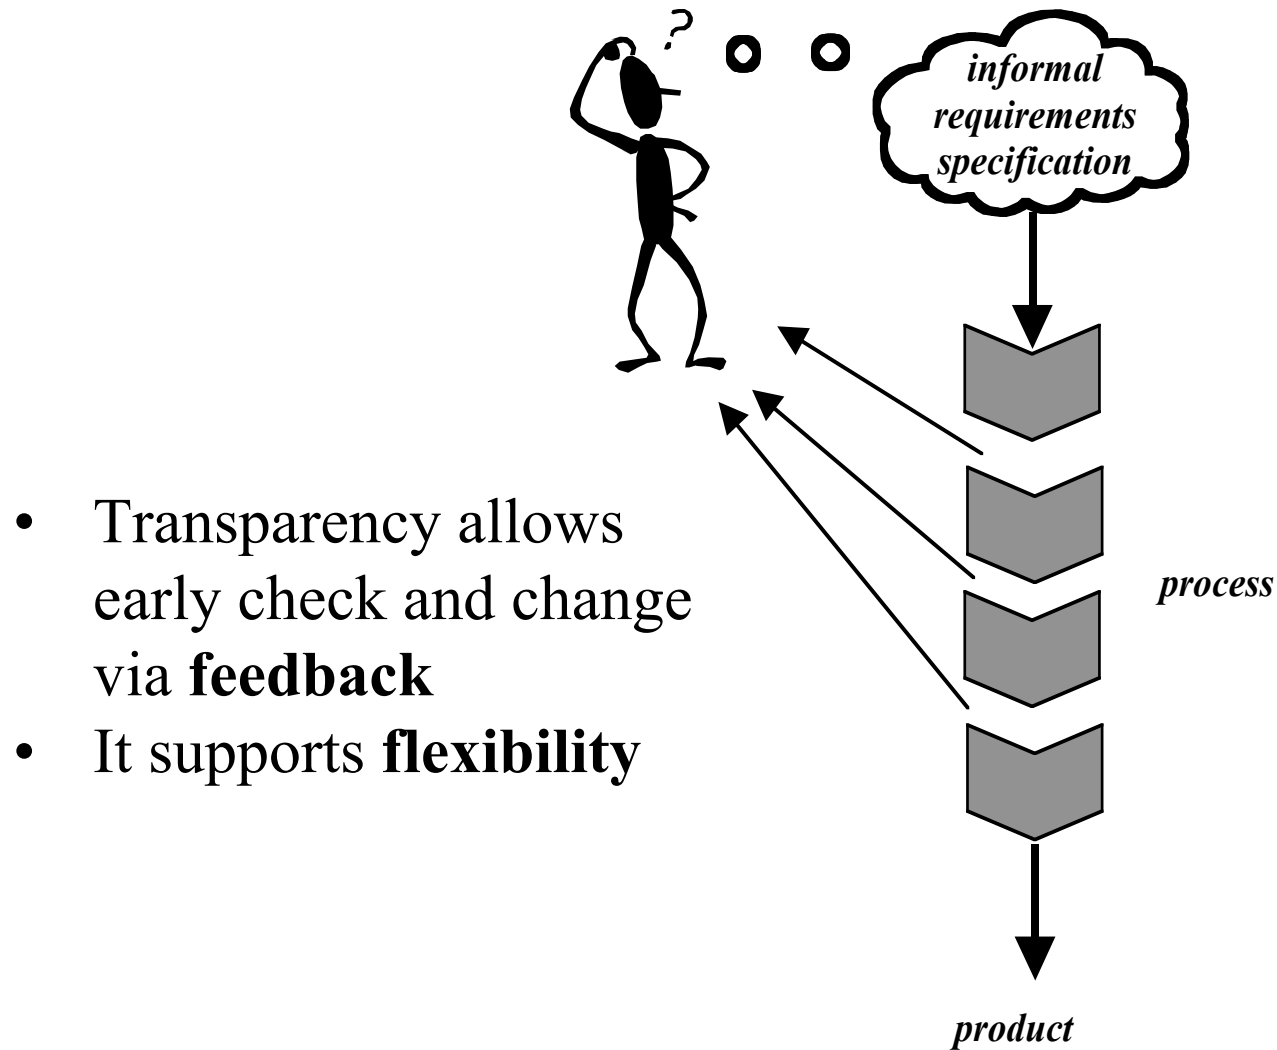 ?
informal
requirements
specification
• Transparency allows
early check and change
via feedback
• It supports flexibility
process
product